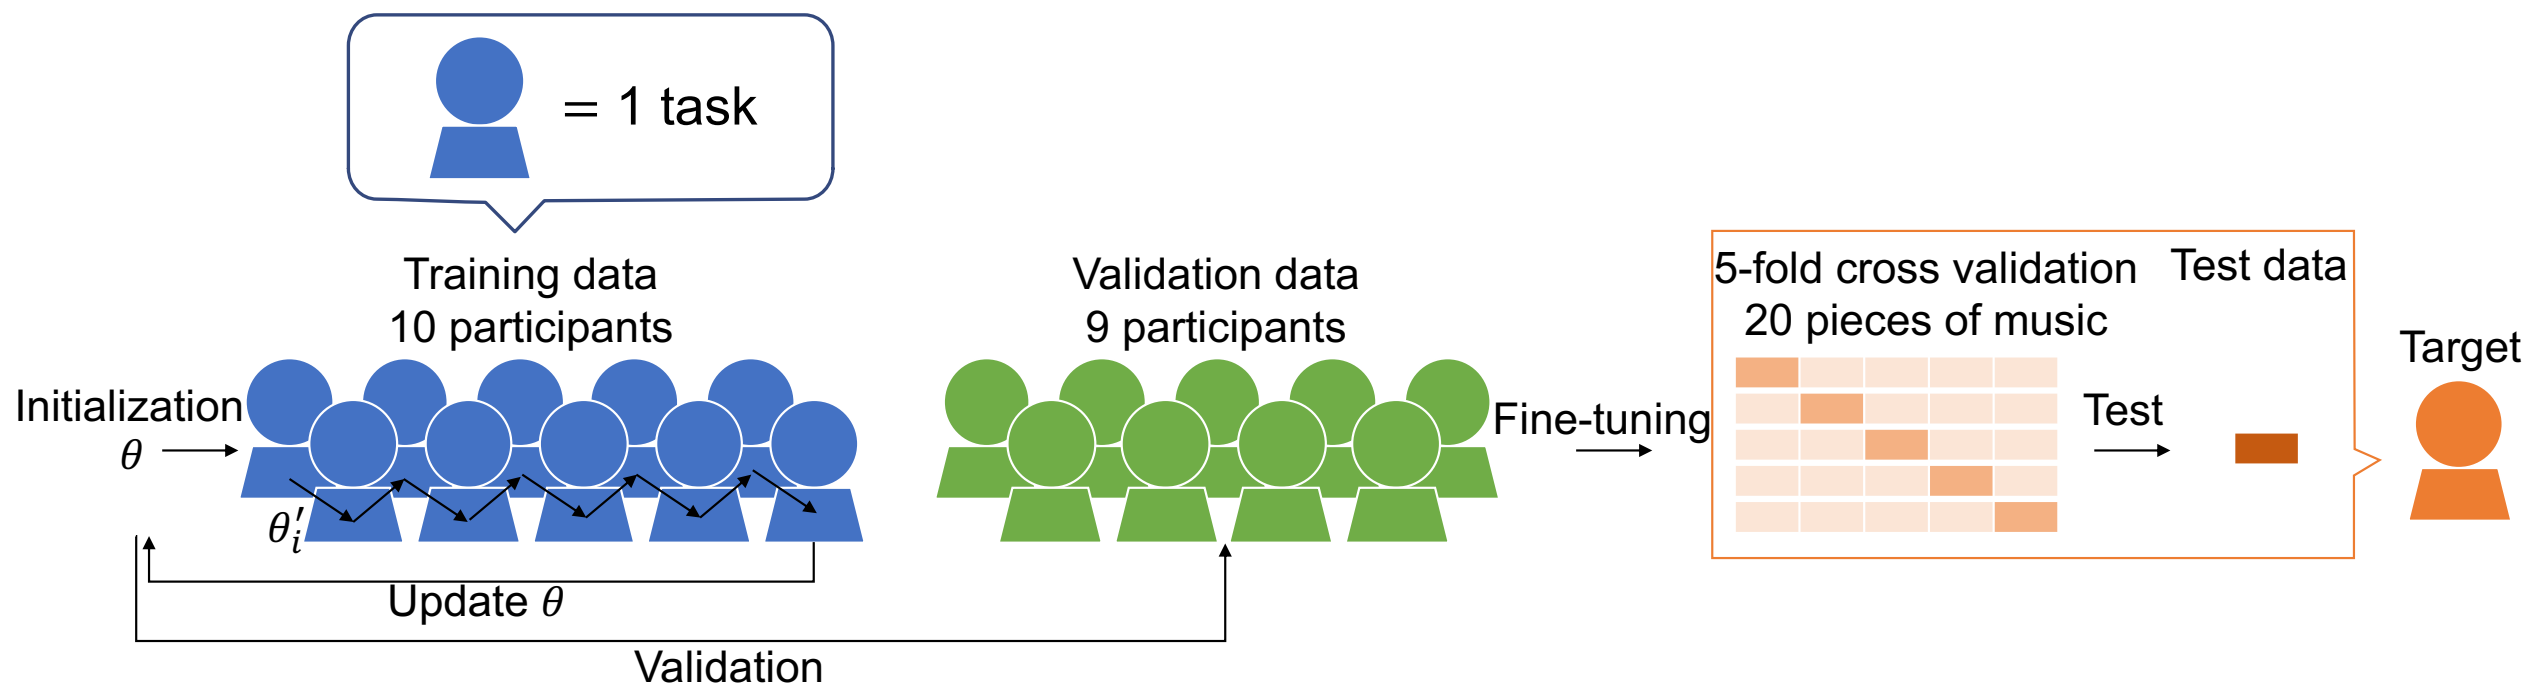 = 1 task
Training data
10 participants
Validation data
9 participants
5-fold cross validation
20 pieces of music
Test data
Target
Initialization
θ
θ′ᵢ
Update θ
Validation
Fine-tuning
Test